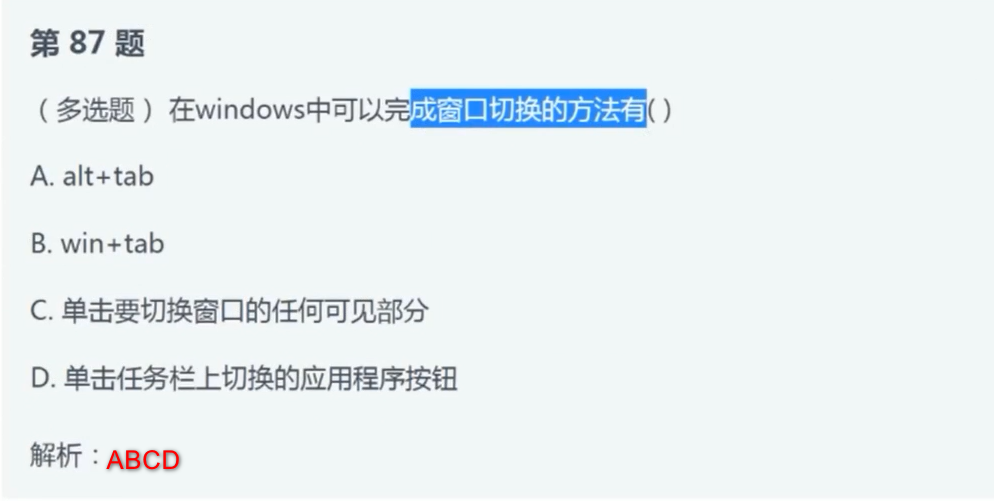 第 87 题
（ 多选题 ） 在windows中可以完成窗口切换的方法有( )
A. alt+tab
B. win+tab
C. 单击要切换窗口的任何可见部分
D. 单击任务栏上切换的应用程序按钮
解析：ABCD